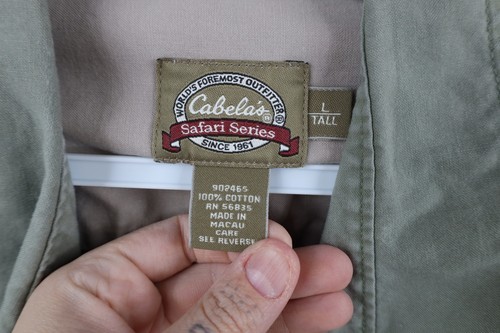 WORLD'S FOREMOST OUTFITTER®
Cabela's®
Safari Series
SINCE 1961
L
TALL
902465
100% COTTON
RN 56835
MADE IN
MACAU
CARE
SEE REVERSE